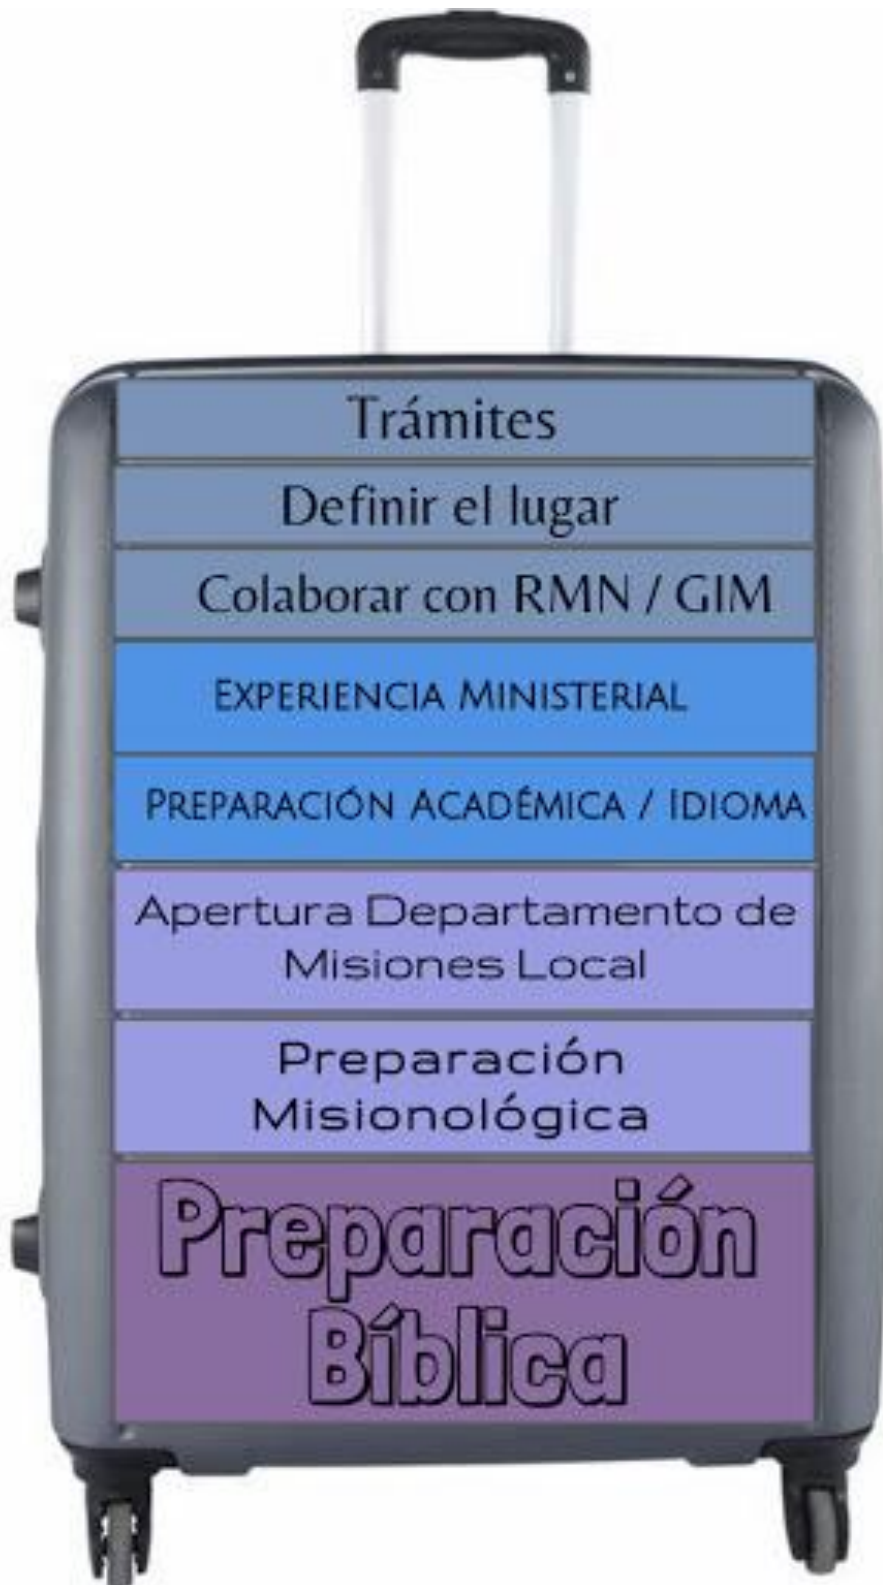 Trámites
Definir el lugar
Colaborar con RMN / GIM
EXPERIENCIA MINISTERIAL
PREPARACIÓN ACADÉMICA / IDIOMA
Apertura Departamento de
Misiones Local
Preparación
Misionológica
Preparación
Bíblica